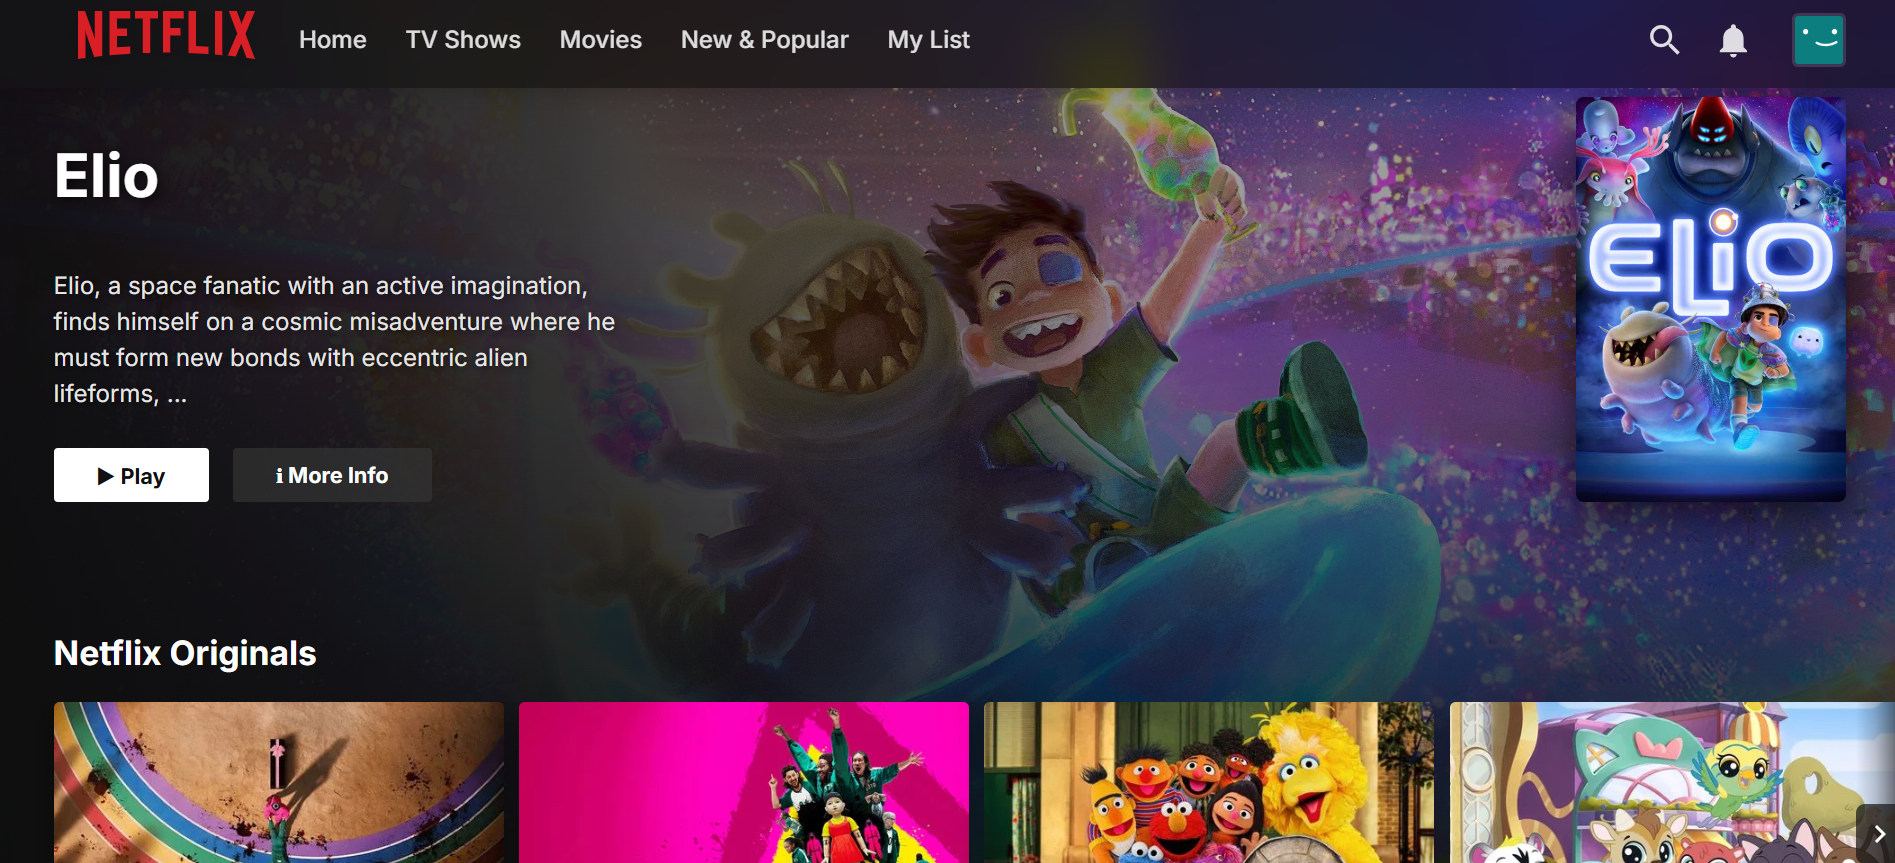 NETFLIX
Home
TV Shows
Movies
New & Popular
My List
Elio
Elio, a space fanatic with an active imagination,
finds himself on a cosmic misadventure where he
must form new bonds with eccentric alien
lifeforms, ...
▶ Play
ℹ More Info
ELiO
Netflix Originals